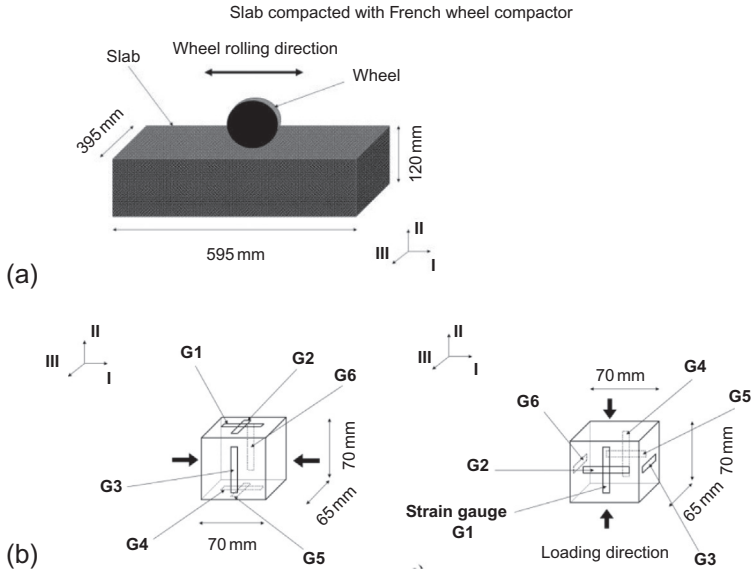 Slab compacted with French wheel compactor
Wheel rolling direction
Slab
Wheel
395 mm
120 mm
595 mm
II
III
I
(a)
II
III
I
G1
G2
G6
G3
G4
G5
70 mm
65 mm
70 mm
(b)
II
III
I
70 mm
G4
G5
G6
G2
Strain gauge
G1
70 mm
65 mm
G3
Loading direction